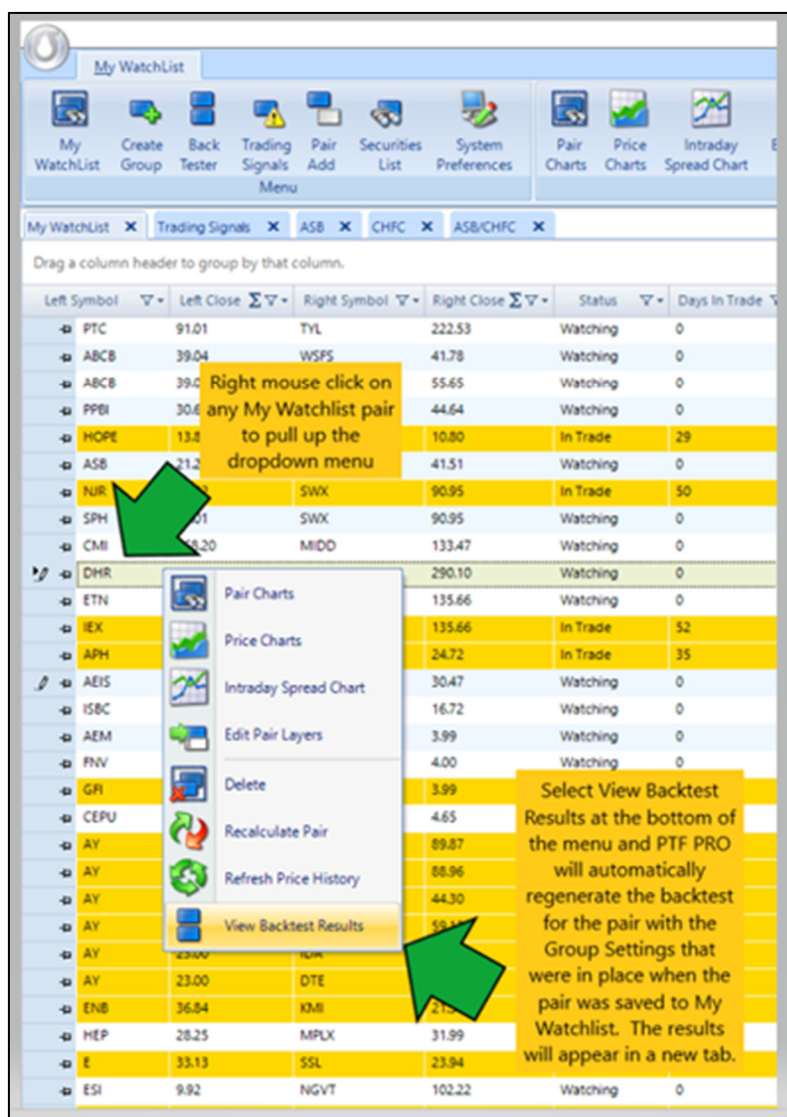 My WatchList
My WatchList
Create Group
Back Tester
Trading Signals
Pair Add
Securities List
System Preferences
Menu
Pair Charts
Price Charts
Intraday Spread Chart
My WatchList X Trading Signals X ASB X CHFC X ASB/CHFC X
Drag a column header to group by that column.
Left Symbol Left Close Σ Right Symbol Right Close Σ Status Days In Trade
PTC 91.01 TYL 222.53 Watching 0
ABCB 39.04 WSFS 41.78 Watching 0
ABCB 39.0 55.65 Watching 0
PPBI 30.6 44.64 Watching 0
HOPE 13.8 10.80 In Trade 29
ASB 21.2 41.51 Watching 0
NJR SWX 90.95 In Trade 50
SPH SWX 90.95 Watching 0
CMI MIDD 133.47 Watching 0
DHR 290.10 Watching 0
ETN 135.66 Watching 0
IEX 135.66 In Trade 52
APH 24.72 In Trade 35
AEIS 30.47 Watching 0
ISBC 16.72 Watching 0
AEM 3.99 Watching 0
FNV 4.00 Watching 0
GFI 3.99
CEPU 4.65
AY 89.87
AY 88.96
AY 44.30
AY
AY 23.00 IDA
AY 23.00 DTE
ENB 36.84 KMI
HEP 28.25 MPLX 31.99
E 33.13 SSL 23.94
ESI 9.92 NGVT 102.22 Watching 0
Right mouse click on
any My Watchlist pair
to pull up the
dropdown menu
Pair Charts
Price Charts
Intraday Spread Chart
Edit Pair Layers
Delete
Recalculate Pair
Refresh Price History
View Backtest Results
Select View Backtest
Results at the bottom of
the menu and PTF PRO
will automatically
regenerate the backtest
for the pair with the
Group Settings that
were in place when the
pair was saved to My
Watchlist. The results
will appear in a new tab.